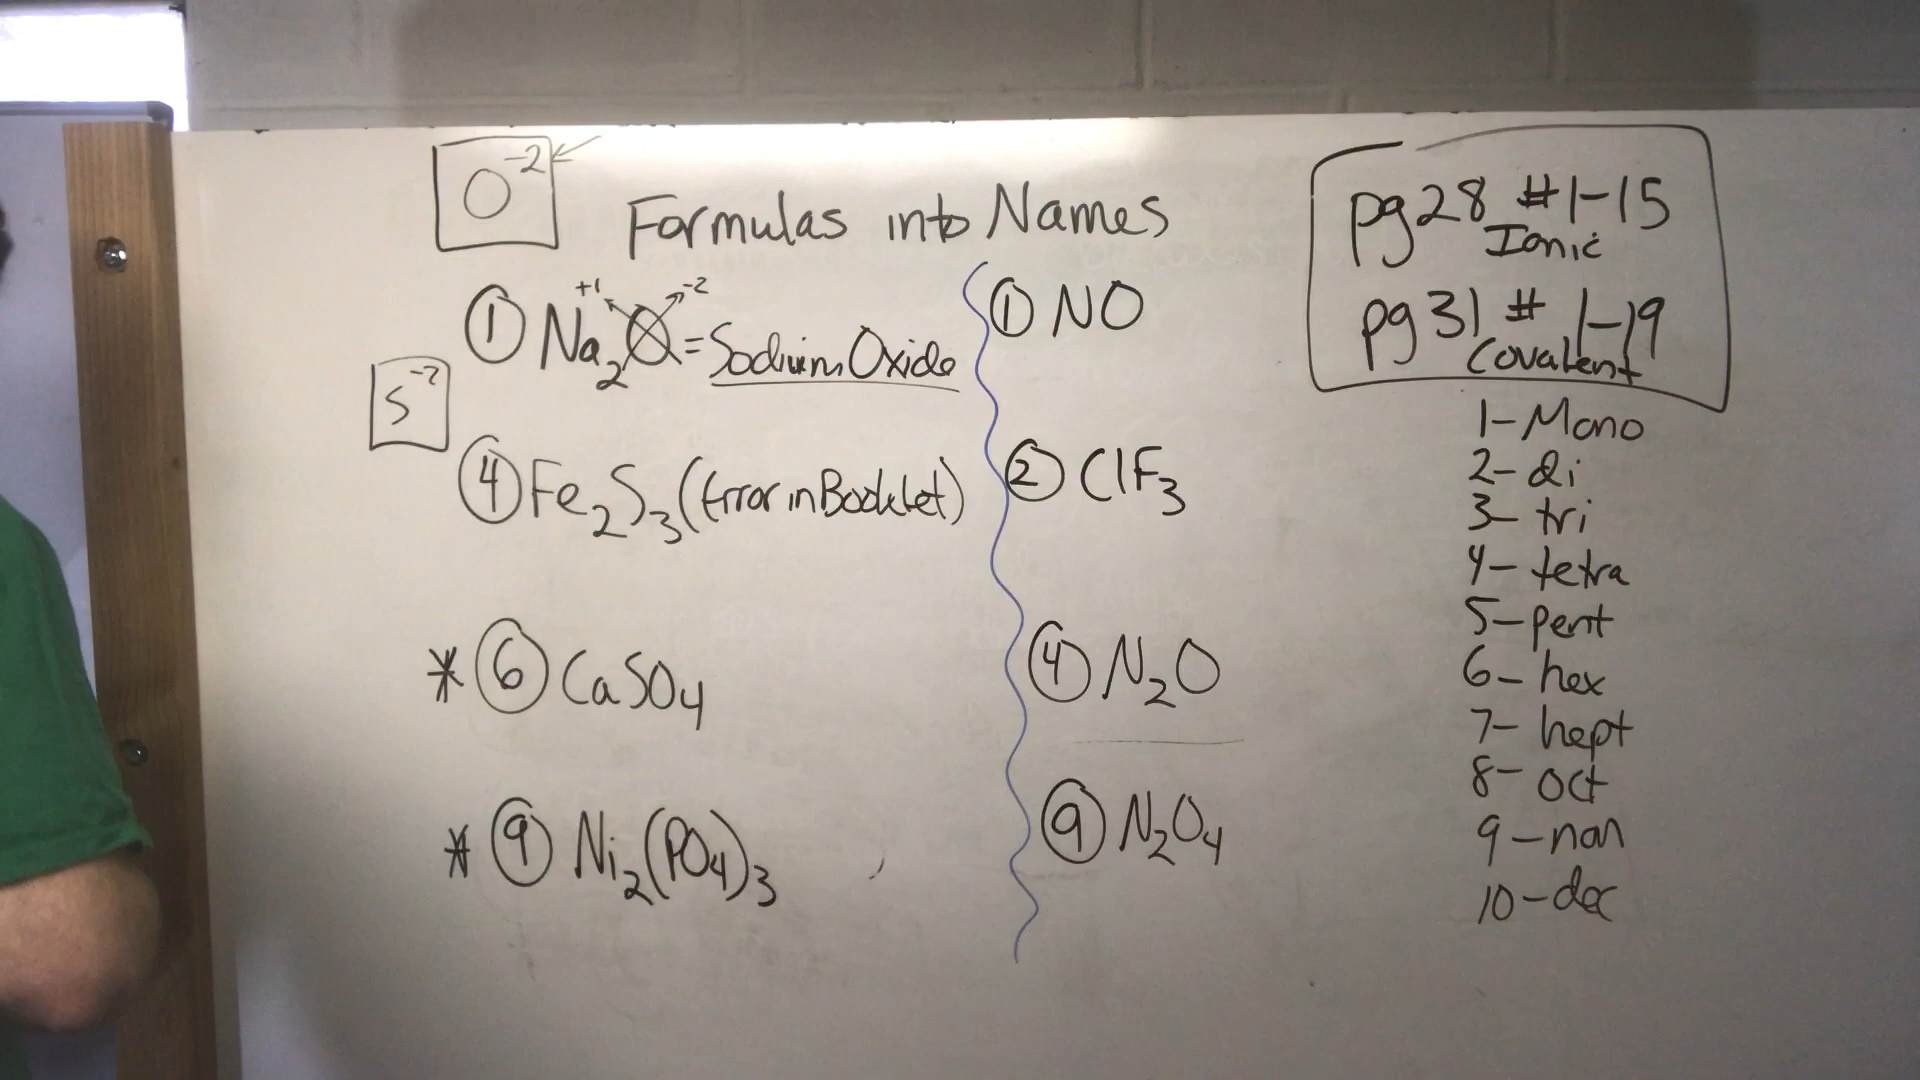 O⁻²
Formulas into Names
① Na₂O = Sodium Oxide
+1 -2
S⁻²
④ Fe₂S₃ (Error in Booklet)
* ⑥ CaSO₄
* ⑨ Ni₂(PO₄)₃
① NO
② ClF₃
④ N₂O
⑨ N₂O₄
pg 28 #1-15
Ionic
pg 31 # 1-19
Covalent
1-Mono
2-di
3-tri
4-tetra
5-pent
6-hex
7-hept
8-oct
9-non
10-dec